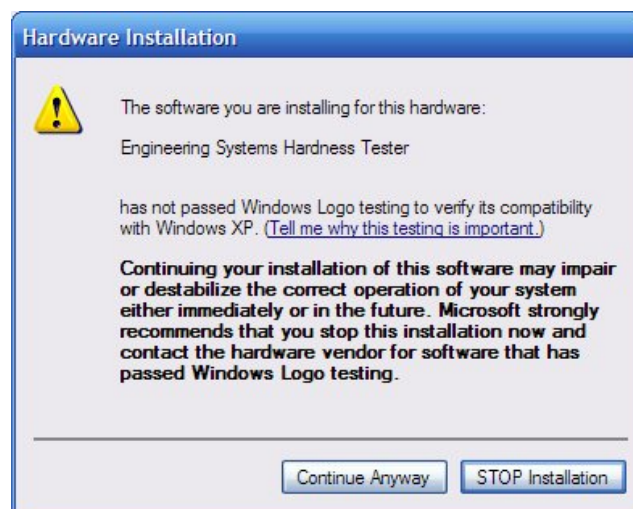 Hardware Installation
The software you are installing for this hardware:
Engineering Systems Hardness Tester
has not passed Windows Logo testing to verify its compatibility
with Windows XP. (Tell me why this testing is important.)
Continuing your installation of this software may impair
or destabilize the correct operation of your system
either immediately or in the future. Microsoft strongly
recommends that you stop this installation now and
contact the hardware vendor for software that has
passed Windows Logo testing.
Continue Anyway
STOP Installation